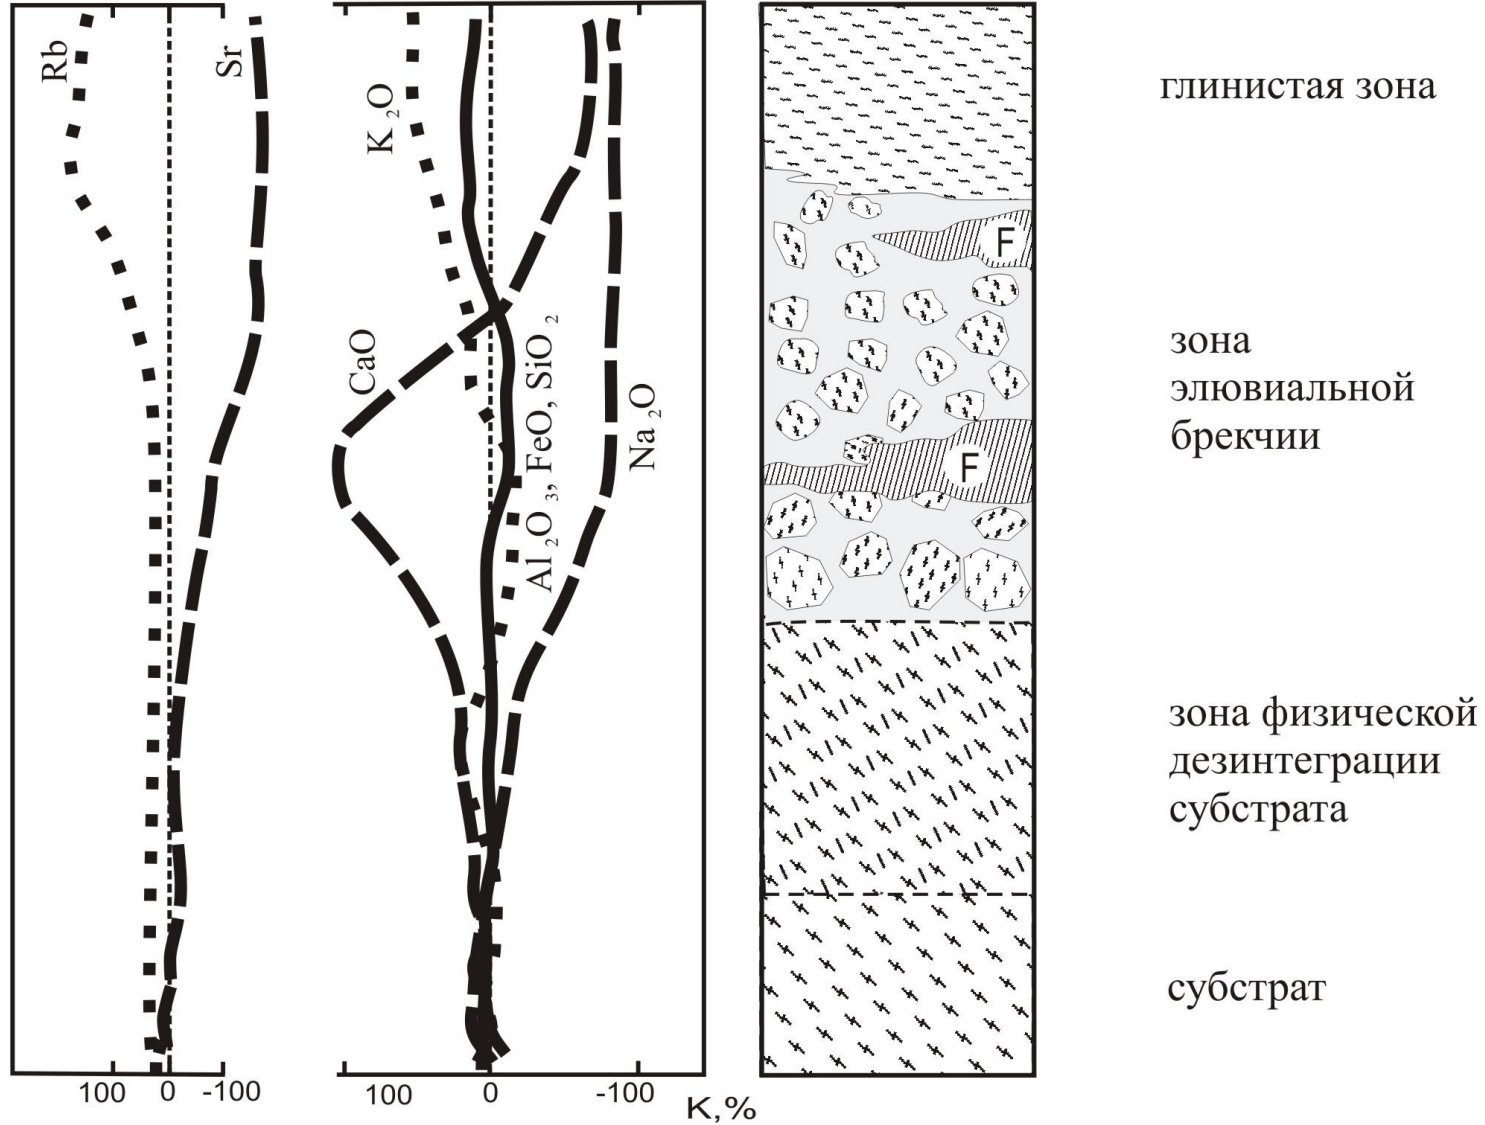 Rb
Sr
K2O
CaO
Al2O3, FeO, SiO2
Na2O
100 0 -100
100 0 -100
K,%
F
F
глинистая зона
зона
элювиальной
брекчии
зона физической
дезинтеграции
субстрата
субстрат